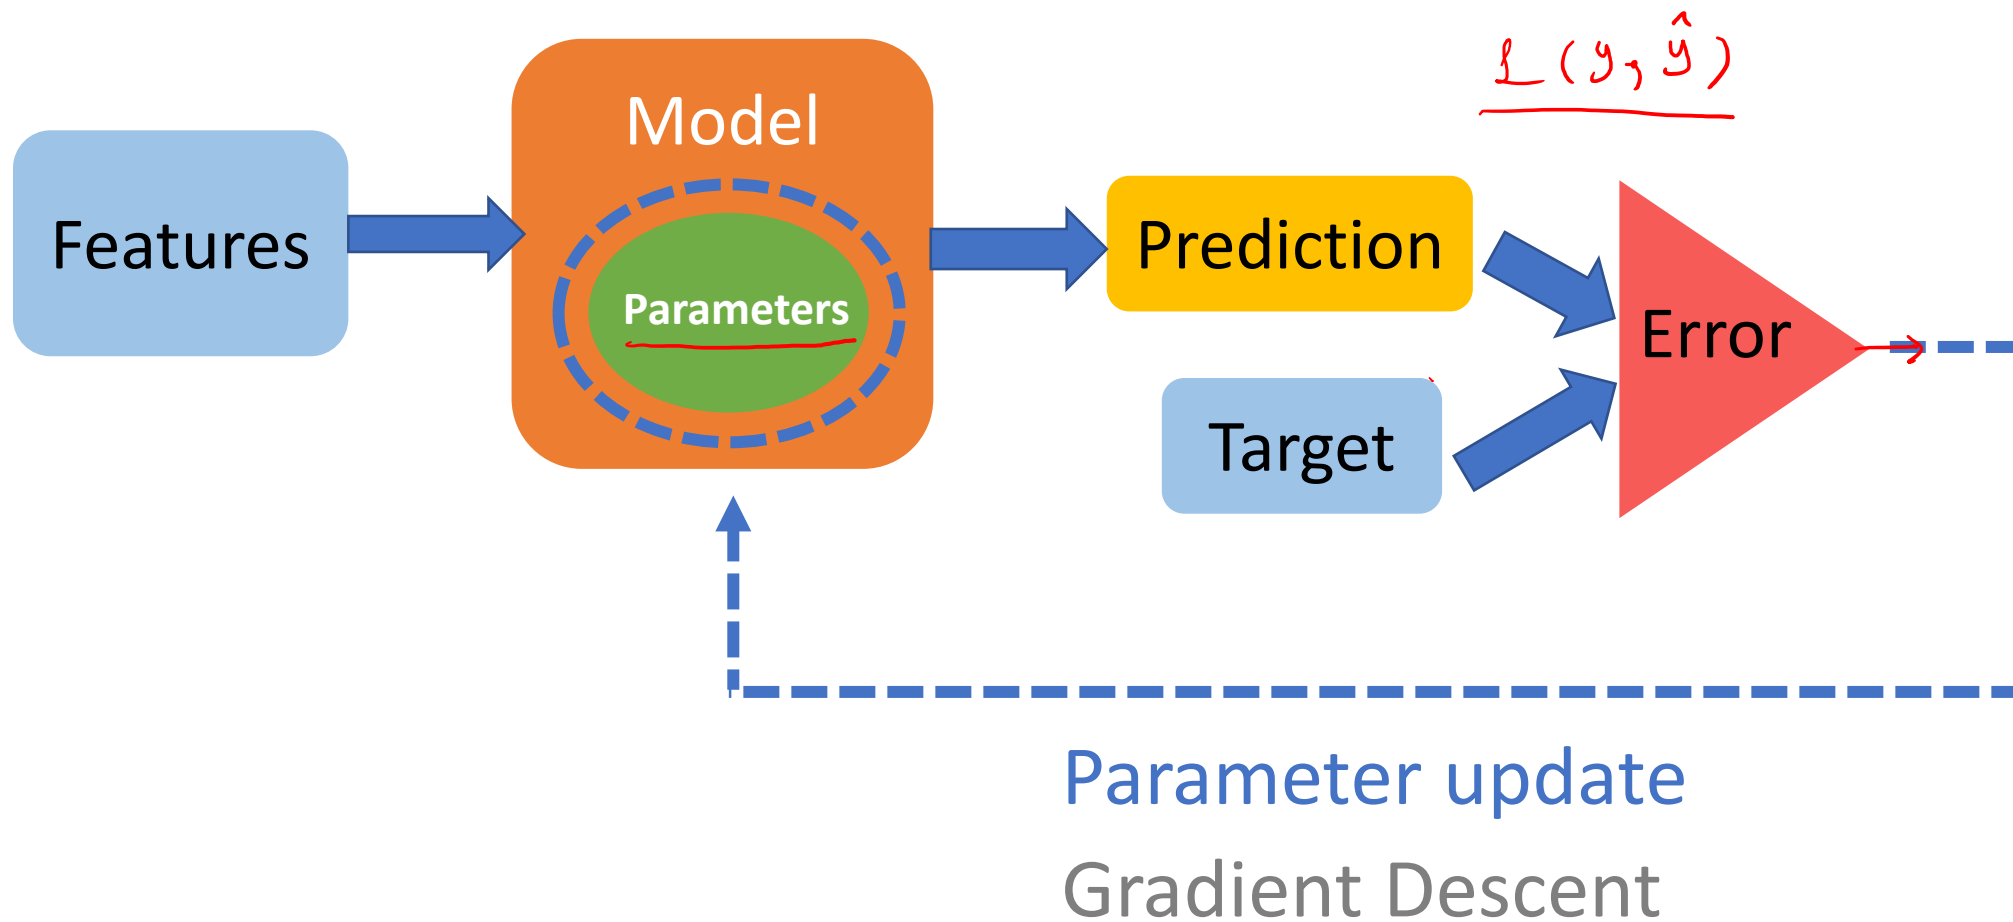 L(y, ŷ)
Model
Features
Parameters
Prediction
Error
Target
Parameter update
Gradient Descent